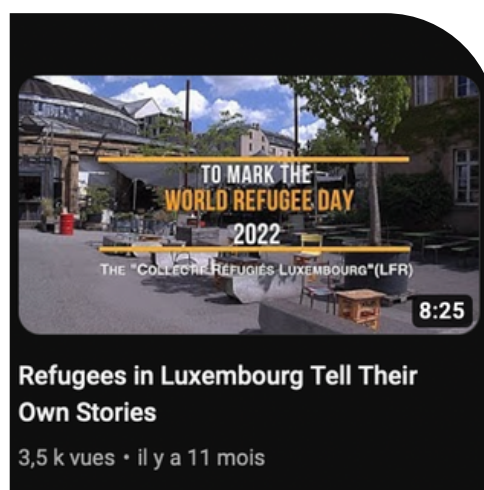 TO MARK THE
WORLD REFUGEE DAY
2022
THE "COLLECTIF RÉFUGIÉS LUXEMBOURG"(LFR)
8:25
Refugees in Luxembourg Tell Their
Own Stories
3,5 k vues • il y a 11 mois